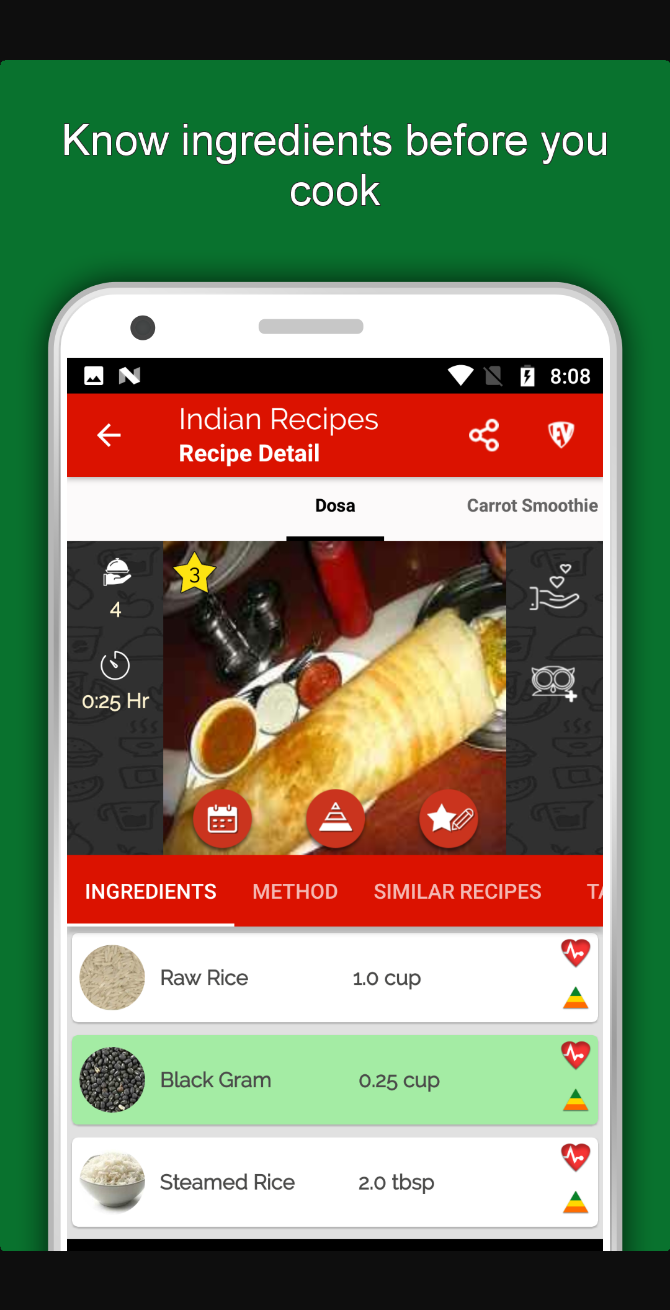 Know ingredients before you
cook
8:08
Indian Recipes
Recipe Detail
EV
Dosa
Carrot Smoothie
3
4
0:25 Hr
INGREDIENTS
METHOD
SIMILAR RECIPES
Raw Rice
1.0 cup
Black Gram
0.25 cup
Steamed Rice
2.0 tbsp